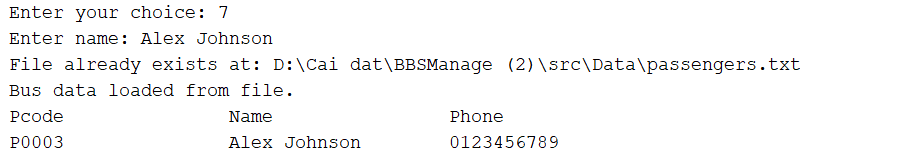 Enter your choice: 7
Enter name: Alex Johnson
File already exists at: D:\Cai dat\BBSManage (2)\src\Data\passengers.txt
Bus data loaded from file.
Pcode Name Phone
P0003 Alex Johnson 0123456789